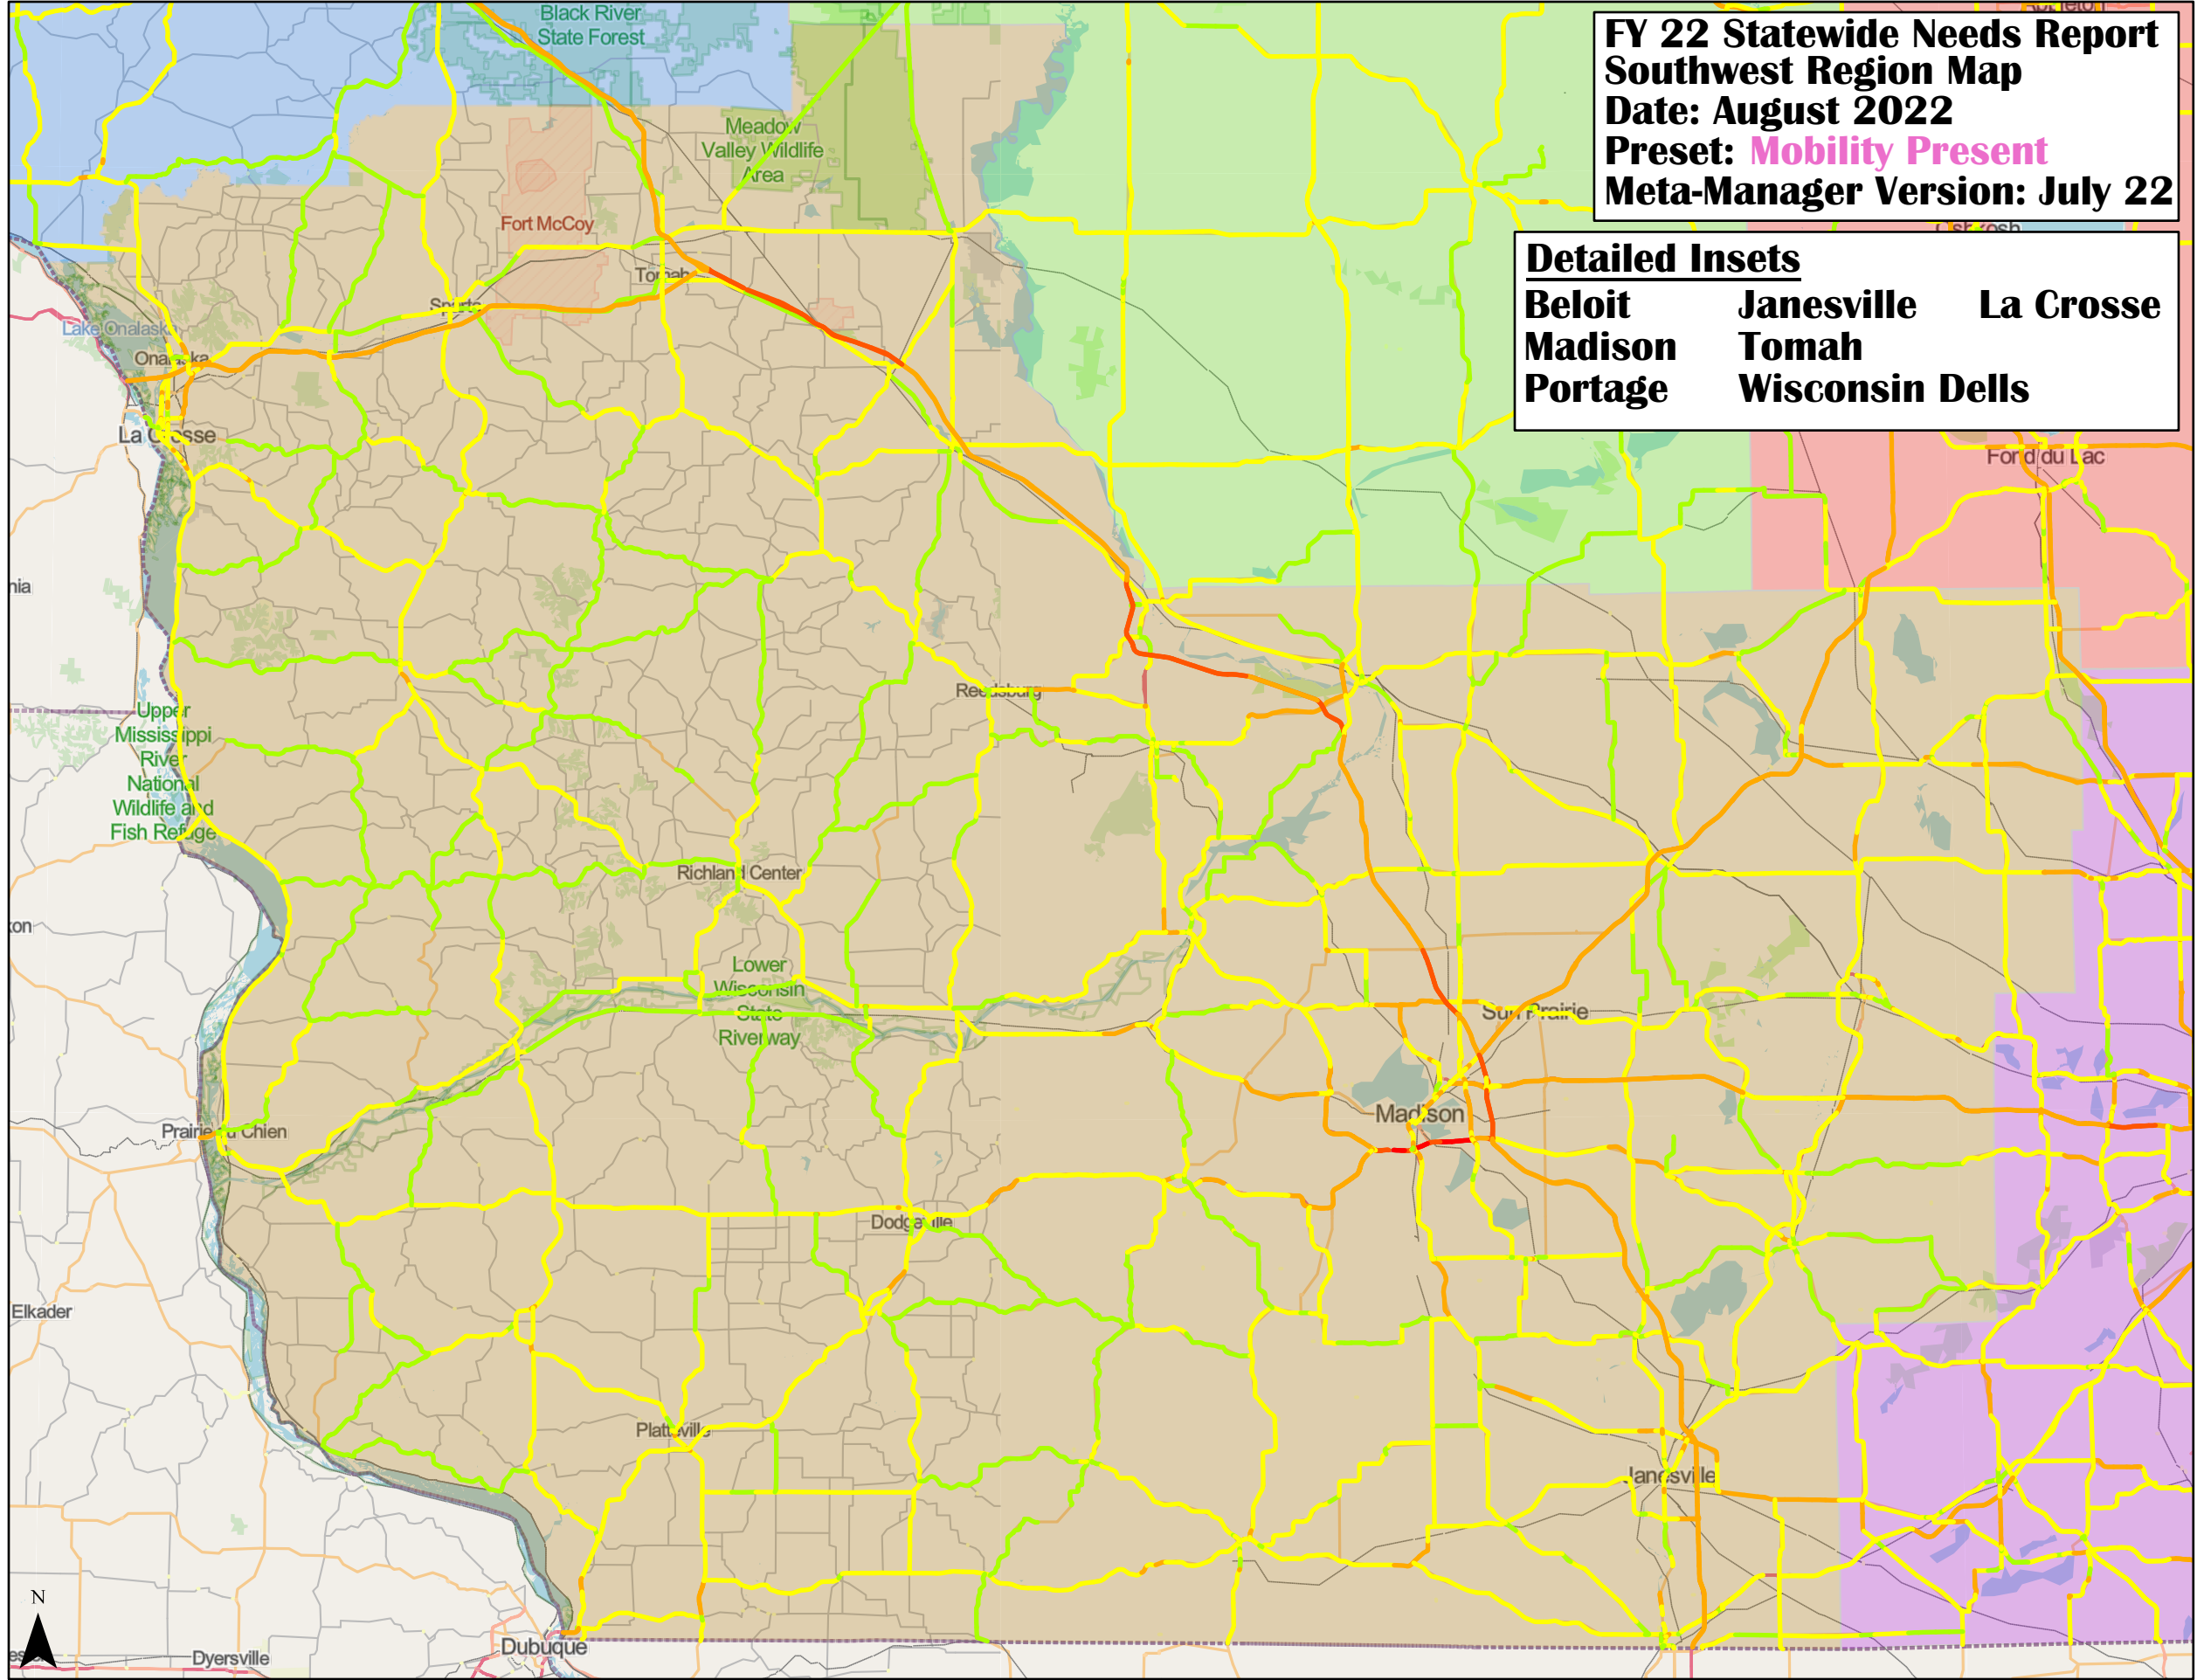 FY 22 Statewide Needs Report
Southwest Region Map
Date: August 2022
Preset: Mobility Present
Meta-Manager Version: July 22
Detailed Insets
Beloit Janesville La Crosse
Madison Tomah
Portage Wisconsin Dells
Black River
State Forest
Meadow
Valley Wildlife
Area
Fort McCoy
Tomah
Sparta
Lake Onalaska
Onalaska
La Crosse
Oshkosh
Fond du Lac
Reedsburg
Upper
Mississippi
River
National
Wildlife and
Fish Refuge
Richland Center
Lower
Wisconsin
State
Riverway
Sun Prairie
Madison
Prairie du Chien
Dodgeville
Elkader
Platteville
Janesville
N
Dubuque
Dyersville